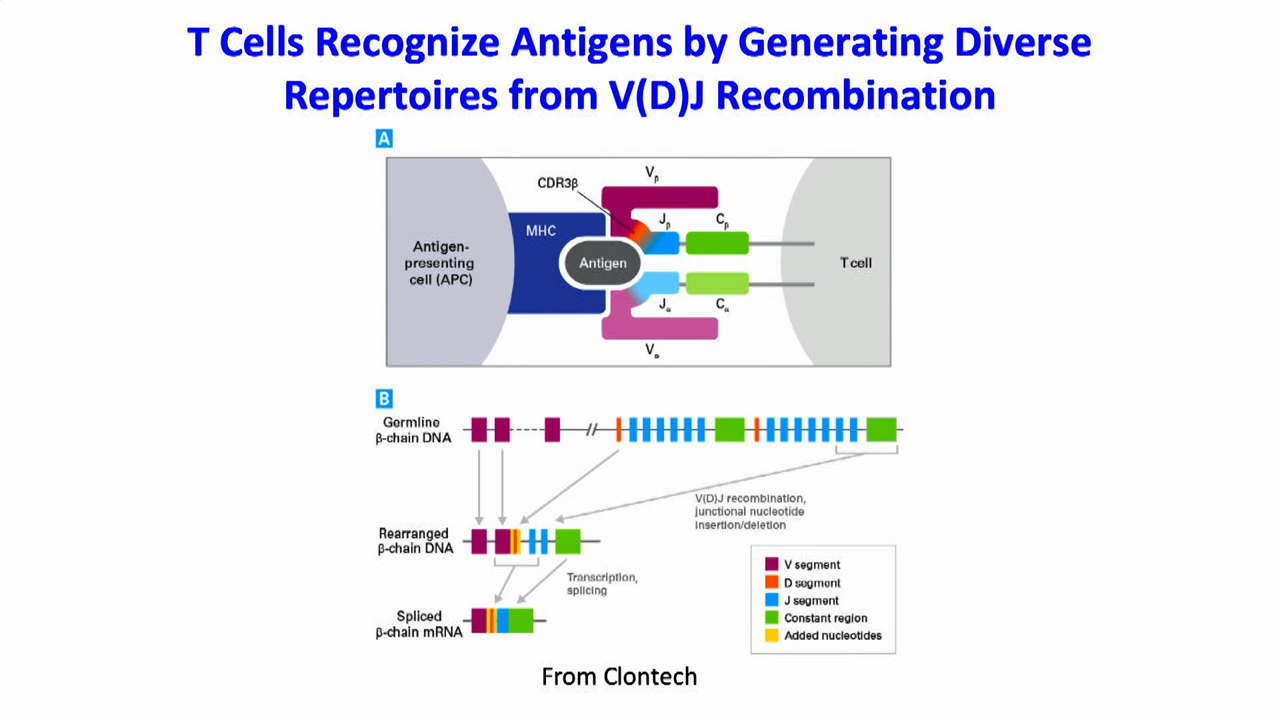 T Cells Recognize Antigens by Generating Diverse
Repertoires from V(D)J Recombination
A
Vβ
CDR3β
Jβ
Cβ
MHC
Antigen-
presenting
cell (APC)
Antigen
T cell
Jα
Cα
Vα
B
Germline
β-chain DNA
V(D)J recombination,
junctional nucleotide
insertion/deletion
Rearranged
β-chain DNA
Transcription,
splicing
Spliced
β-chain mRNA
V segment
D segment
J segment
Constant region
Added nucleotides
From Clontech